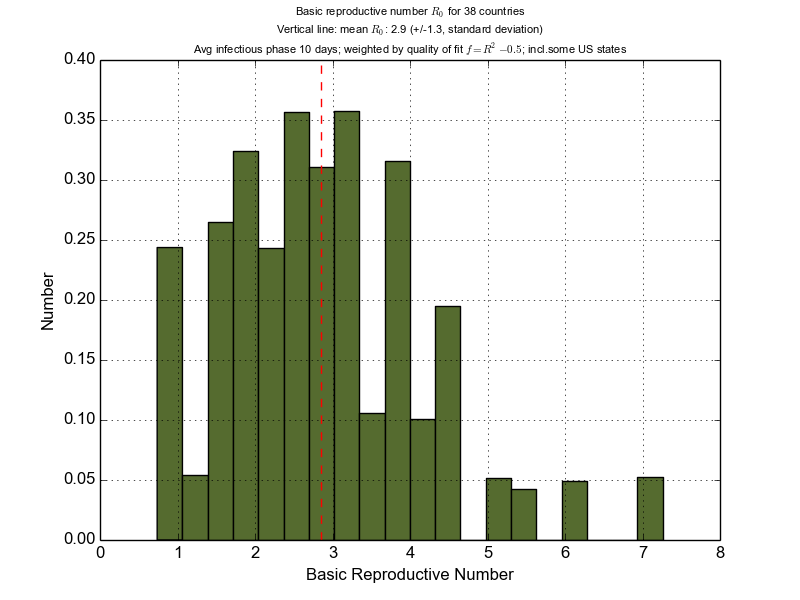 Basic reproductive number R₀ for 38 countries
Vertical line: mean R₀: 2.9 (+/-1.3, standard deviation)
Avg infectious phase 10 days; weighted by quality of fit f=R² −0.5; incl.some US states
0.40
0.35
0.30
0.25
0.20
0.15
0.10
0.05
0.00
Number
0 1 2 3 4 5 6 7 8
Basic Reproductive Number